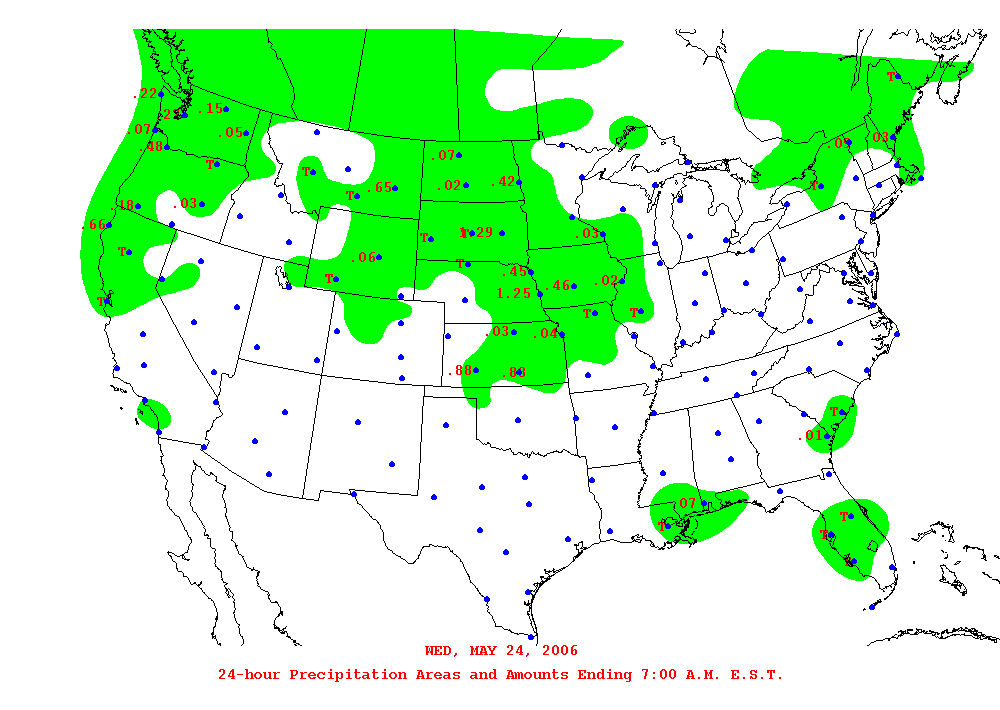 T
.22
.15
.2
.07
.05
.03
.0
.48
.07
T
T
.65
.02
.42
T
T
.18
.03
.66
T
1.29
.03
T
.06
T
.45
T
.46
.02
1.25
T
T
T
.03
.04
.88
.83
T
.01
.07
T
T
T
WED, MAY 24, 2006
24-hour Precipitation Areas and Amounts Ending 7:00 A.M. E.S.T.